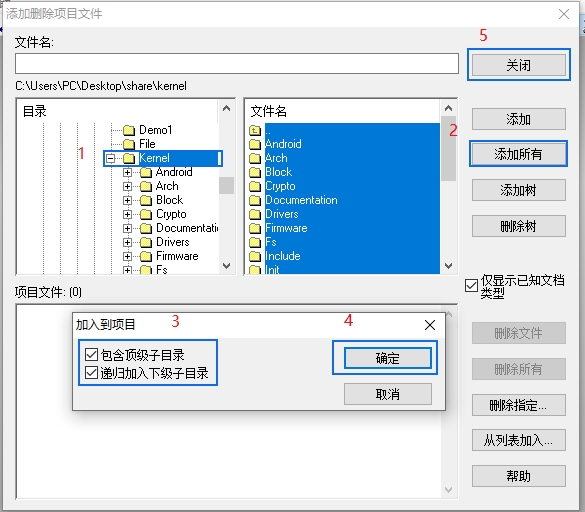 添加删除项目文件
文件名:
5
关闭
C:\Users\PC\Desktop\share\kernel
目录
Demo1
File
1
Kernel
Android
Arch
Block
Crypto
Documentation
Drivers
Firmware
Fs
文件名
..
2
Android
Arch
Block
Crypto
Documentation
Drivers
Firmware
Fs
Include
Init
添加
添加所有
添加树
删除树
仅显示已知文档
类型
项目文件: (0)
加入到项目
3
4
包含顶级子目录
递归加入下级子目录
确定
取消
删除文件
删除所有
删除指定...
从列表加入...
帮助